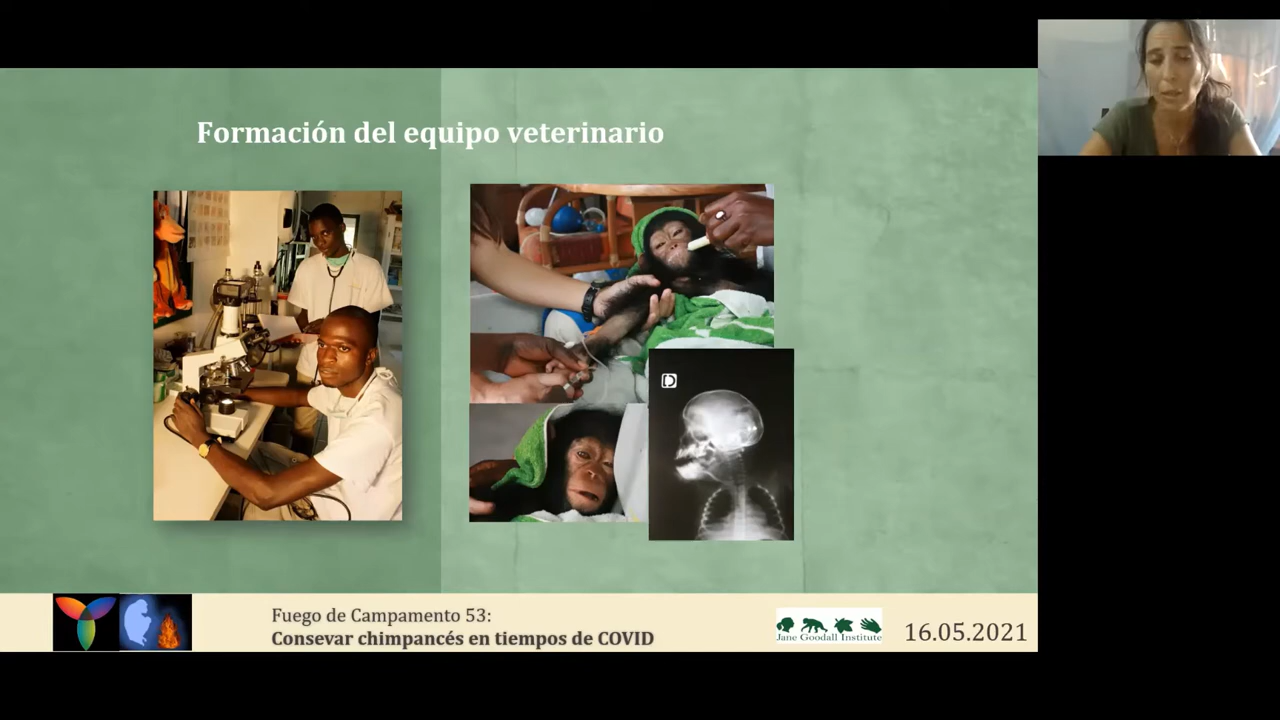 Formación del equipo veterinario
D
Fuego de Campamento 53:
Consevar chimpancés en tiempos de COVID
Jane Goodall Institute
16.05.2021